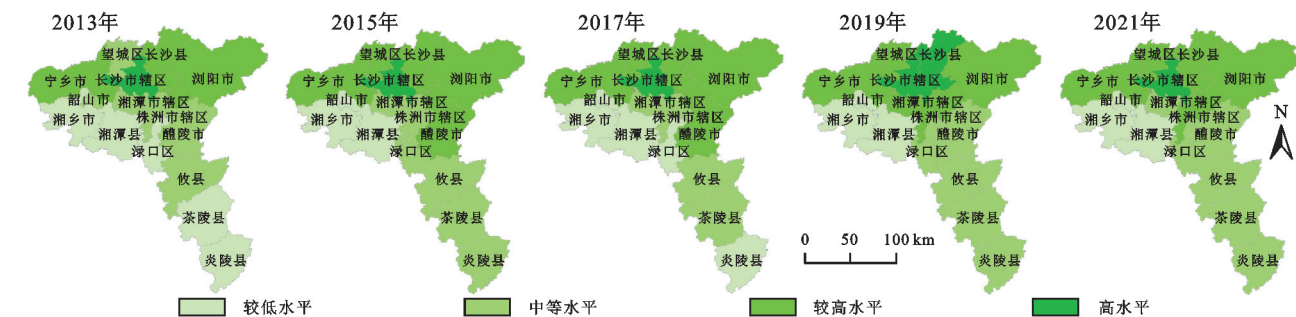 2013年
望城区 长沙县
宁乡市 长沙市辖区 浏阳市
韶山市 湘潭市辖区
湘乡市 株洲市辖区
湘潭县 醴陵市
渌口区
攸县
茶陵县
炎陵县
2015年
望城区 长沙县
宁乡市 长沙市辖区 浏阳市
韶山市 湘潭市辖区
湘乡市 株洲市辖区
湘潭县 醴陵市
渌口区
攸县
茶陵县
炎陵县
2017年
望城区 长沙县
宁乡市 长沙市辖区 浏阳市
韶山市 湘潭市辖区
湘乡市 株洲市辖区
湘潭县 醴陵市
渌口区
攸县
茶陵县
炎陵县
2019年
望城区 长沙县
宁乡市 长沙市辖区 浏阳市
韶山市 湘潭市辖区
湘乡市 株洲市辖区
湘潭县 醴陵市
渌口区
攸县
茶陵县
炎陵县
2021年
望城区 长沙县
宁乡市 长沙市辖区 浏阳市
韶山市 湘潭市辖区
湘乡市 株洲市辖区
湘潭县 醴陵市
渌口区
攸县
茶陵县
炎陵县
N
0 50 100 km
较低水平 中等水平 较高水平 高水平